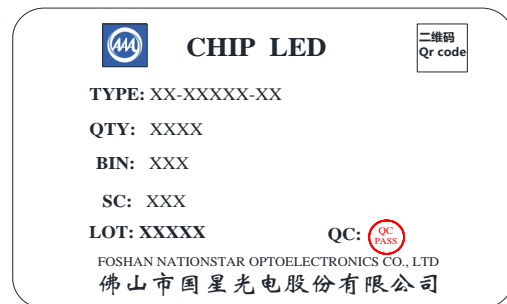 CHIP LED
二维码
Qr code
TYPE: XX-XXXXX-XX
QTY: XXXX
BIN: XXX
SC: XXX
LOT: XXXXX
QC: QC
PASS
FOSHAN NATIONSTAR OPTOELECTRONICS CO., LTD
佛山市国星光电股份有限公司